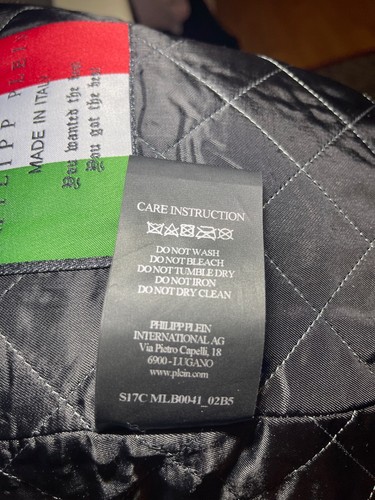 PHILIPP PLEIN
MADE IN ITALY
You wanted the best
You got the best
CARE INSTRUCTION
DO NOT WASH
DO NOT BLEACH
DO NOT TUMBLE DRY
DO NOT IRON
DO NOT DRY CLEAN
PHILIPP PLEIN
INTERNATIONAL AG
Via Pietro Capelli, 18
6900 - LUGANO
www.plein.com
S17C MLB0041_02B5